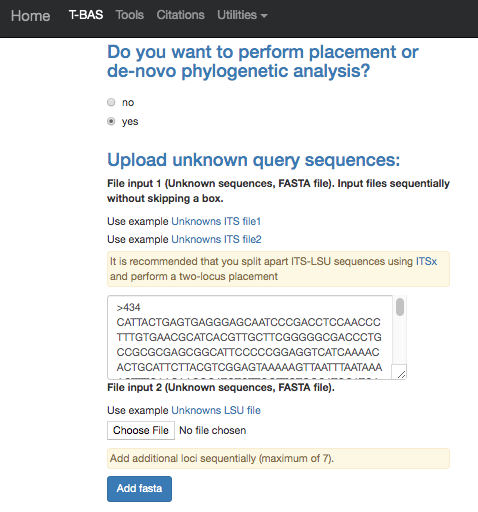 Home T-BAS Tools Citations Utilities
Do you want to perform placement or
de-novo phylogenetic analysis?
no
yes
Upload unknown query sequences:
File input 1 (Unknown sequences, FASTA file). Input files sequentially
without skipping a box.
Use example Unknowns ITS file1
Use example Unknowns ITS file2
It is recommended that you split apart ITS-LSU sequences using ITSx
and perform a two-locus placement
>434
CATTACTGAGTGAGGGAGCAATCCCGACCTCCAACCC
TTTGTGAACGCATCACGTTGCTTCGGGGGCGACCCTG
CCGCGCGAGCGGCATTCCCCCGGAGGTCATCAAAAC
ACTGCATTCTTACGTCGGAGTAAAAAGTTAATTTAATAAA
File input 2 (Unknown sequences, FASTA file).
Use example Unknowns LSU file
Choose File No file chosen
Add additional loci sequentially (maximum of 7).
Add fasta